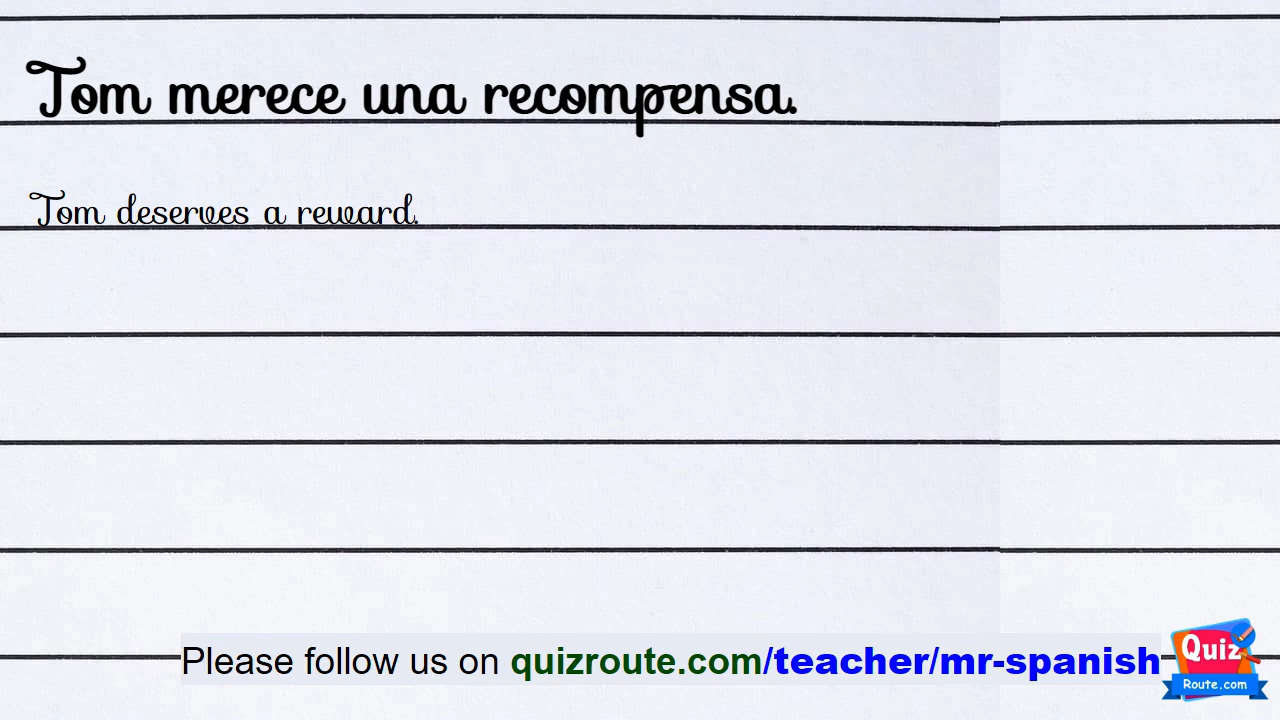 Tom merece una recompensa.
Tom deserves a reward.
Please follow us on quizroute.com/teacher/mr-spanish
Quiz
Route.com